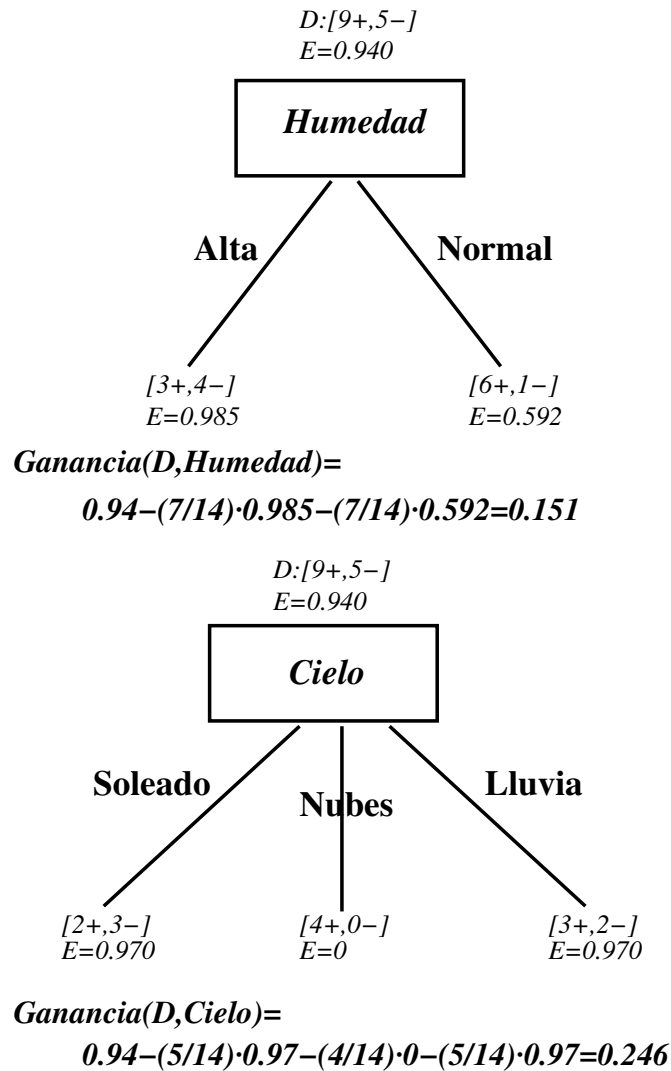 D:[9+,5−]
E=0.940
Humedad
Alta Normal
[3+,4−] [6+,1−]
E=0.985 E=0.592
Ganancia(D,Humedad)=
0.94−(7/14)·0.985−(7/14)·0.592=0.151
D:[9+,5−]
E=0.940
Cielo
Soleado Nubes Lluvia
[2+,3−] [4+,0−] [3+,2−]
E=0.970 E=0 E=0.970
Ganancia(D,Cielo)=
0.94−(5/14)·0.97−(4/14)·0−(5/14)·0.97=0.246